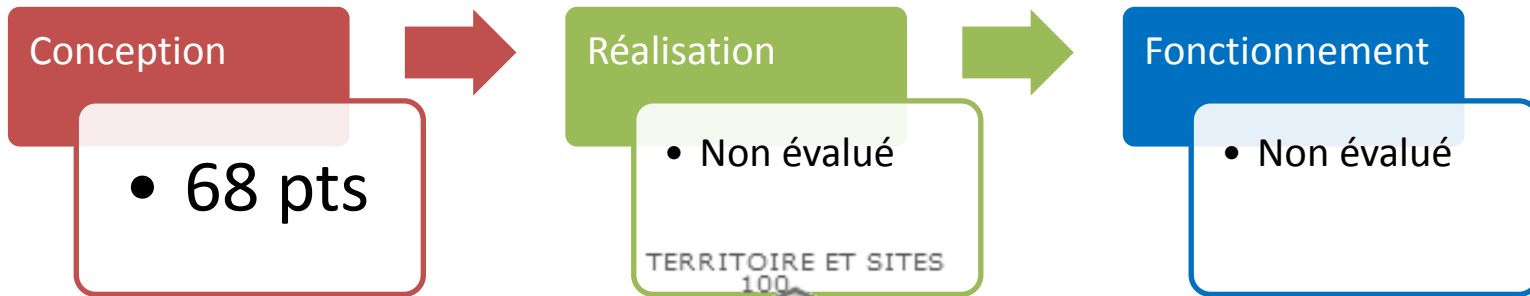 Conception
• 68 pts
Réalisation
• Non évalué
Fonctionnement
• Non évalué
TERRITOIRE ET SITES
100